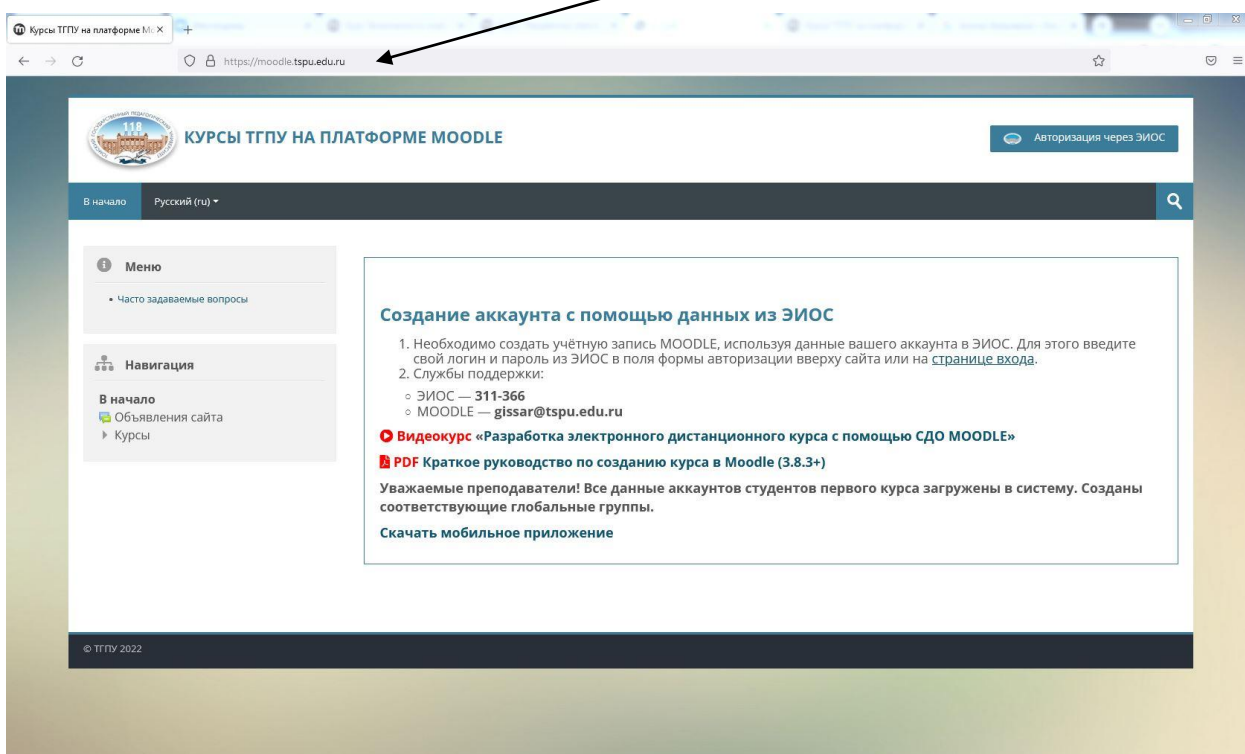 Курсы ТГПУ на платформе Мо
https://moodle.tspu.edu.ru
118
КУРСЫ ТГПУ НА ПЛАТФОРМЕ MOODLE
Авторизация через ЭИОС
В начало
Русский (ru)
Меню
• Часто задаваемые вопросы
Навигация
В начало
Объявления сайта
Курсы
Создание аккаунта с помощью данных из ЭИОС
1. Необходимо создать учётную запись MOODLE, используя данные вашего аккаунта в ЭИОС. Для этого введите
свой логин и пароль из ЭИОС в поля формы авторизации вверху сайта или на странице входа.
2. Службы поддержки:
◦ ЭИОС — 311-366
◦ MOODLE — gissar@tspu.edu.ru
Видеокурс «Разработка электронного дистанционного курса с помощью СДО MOODLE»
PDF Краткое руководство по созданию курса в Moodle (3.8.3+)
Уважаемые преподаватели! Все данные аккаунтов студентов первого курса загружены в систему. Созданы
соответствующие глобальные группы.
Скачать мобильное приложение
© ТГПУ 2022